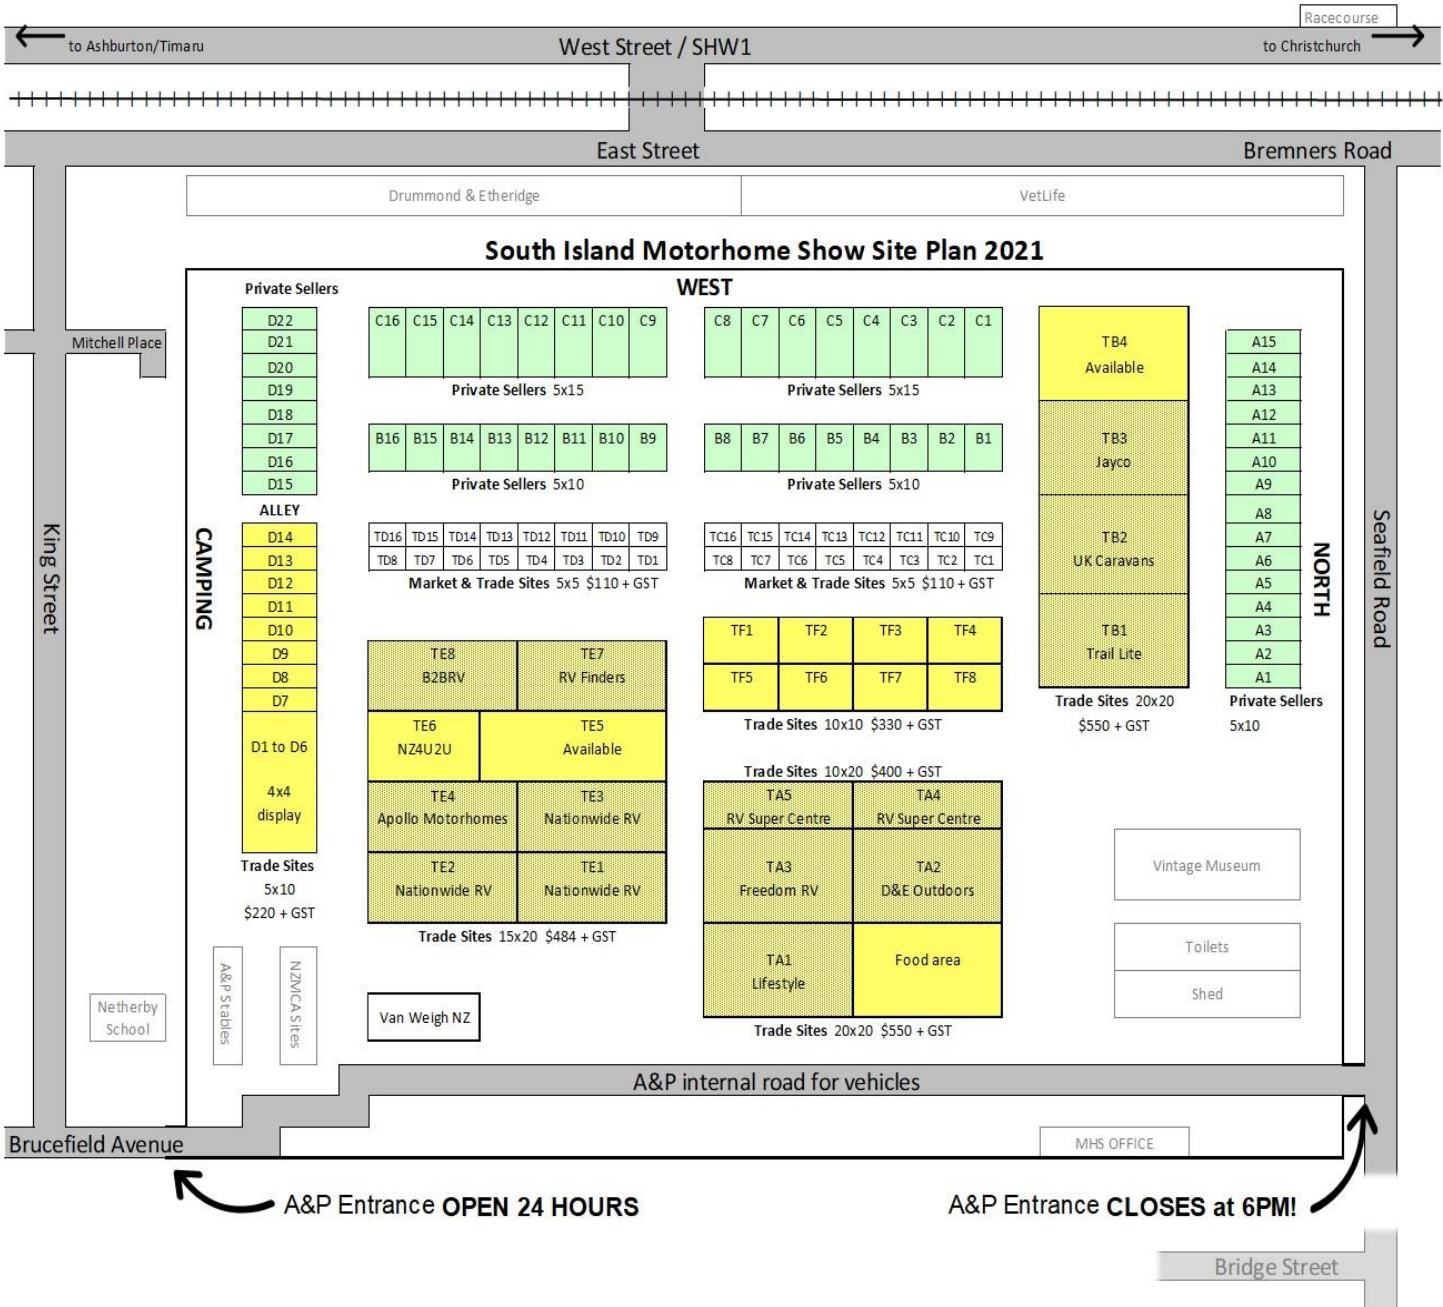 Racecourse
to Ashburton/Timaru
West Street / SHW1
to Christchurch
East Street
Bremners Road
Drummond & Etheridge
VetLife
South Island Motorhome Show Site Plan 2021
WEST
Private Sellers
D22
D21
D20
D19
D18
D17
D16
D15
ALLEY
D14
D13
D12
D11
D10
D9
D8
D7
D1 to D6
4x4
display
Trade Sites
5x10
$220 + GST
Mitchell Place
King Street
CAMPING
C16 C15 C14 C13 C12 C11 C10 C9
Private Sellers 5x15
B16 B15 B14 B13 B12 B11 B10 B9
Private Sellers 5x10
TD16 TD15 TD14 TD13 TD12 TD11 TD10 TD9
TD8 TD7 TD6 TD5 TD4 TD3 TD2 TD1
Market & Trade Sites 5x5 $110 + GST
TE8
B2BRV
TE7
RV Finders
TE6
NZ4U2U
TE5
Available
TE4
Apollo Motorhomes
TE3
Nationwide RV
TE2
Nationwide RV
TE1
Nationwide RV
Trade Sites 15x20 $484 + GST
C8 C7 C6 C5 C4 C3 C2 C1
Private Sellers 5x15
B8 B7 B6 B5 B4 B3 B2 B1
Private Sellers 5x10
TC16 TC15 TC14 TC13 TC12 TC11 TC10 TC9
TC8 TC7 TC6 TC5 TC4 TC3 TC2 TC1
Market & Trade Sites 5x5 $110 + GST
TF1 TF2 TF3 TF4
TF5 TF6 TF7 TF8
Trade Sites 10x10 $330 + GST
Trade Sites 10x20 $400 + GST
TA5
RV Super Centre
TA4
RV Super Centre
TA3
Freedom RV
TA2
D&E Outdoors
TA1
Lifestyle
Food area
Trade Sites 20x20 $550 + GST
TB4
Available
TB3
Jayco
TB2
UK Caravans
TB1
Trail Lite
Trade Sites 20x20
$550 + GST
A15
A14
A13
A12
A11
A10
A9
A8
A7
A6
A5
A4
A3
A2
A1
Private Sellers
5x10
NORTH
Seafield Road
Vintage Museum
Toilets
Shed
Netherby
School
A&P Stables
NZMCA Sites
Van Weigh NZ
A&P internal road for vehicles
Brucefield Avenue
MHS OFFICE
A&P Entrance OPEN 24 HOURS
A&P Entrance CLOSES at 6PM!
Bridge Street